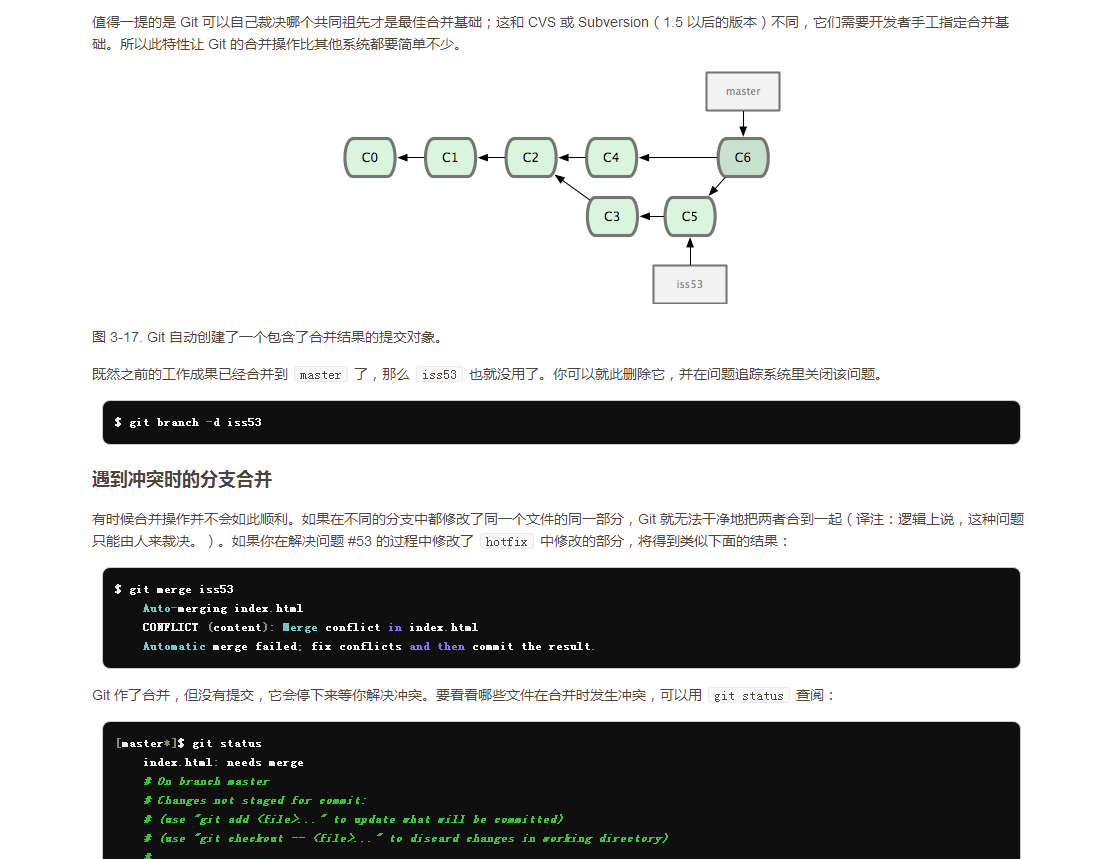 值得一提的是 Git 可以自己裁决哪个共同祖先才是最佳合并基础；这和 CVS 或 Subversion（1.5 以后的版本）不同，它们需要开发者手工指定合并基
础。所以此特性让 Git 的合并操作比其他系统都要简单不少。
master
C0 C1 C2 C4 C6
C3 C5
iss53
图 3-17. Git 自动创建了一个包含了合并结果的提交对象。
既然之前的工作成果已经合并到 master 了，那么 iss53 也就没用了。你可以就此删除它，并在问题追踪系统里关闭该问题。
$ git branch -d iss53
遇到冲突时的分支合并
有时候合并操作并不会如此顺利。如果在不同的分支中都修改了同一个文件的同一部分，Git 就无法干净地把两者合到一起（译注：逻辑上说，这种问题
只能由人来裁决。）。如果你在解决问题 #53 的过程中修改了 hotfix 中修改的部分，将得到类似下面的结果：
$ git merge iss53
Auto-merging index.html
CONFLICT (content): Merge conflict in index.html
Automatic merge failed; fix conflicts and then commit the result.
Git 作了合并，但没有提交，它会停下来等你解决冲突。要看看哪些文件在合并时发生冲突，可以用 git status 查阅：
[master*]$ git status
index.html: needs merge
# On branch master
# Changes not staged for commit:
# (use "git add <file>..." to update what will be committed)
# (use "git checkout -- <file>..." to discard changes in working directory)
#